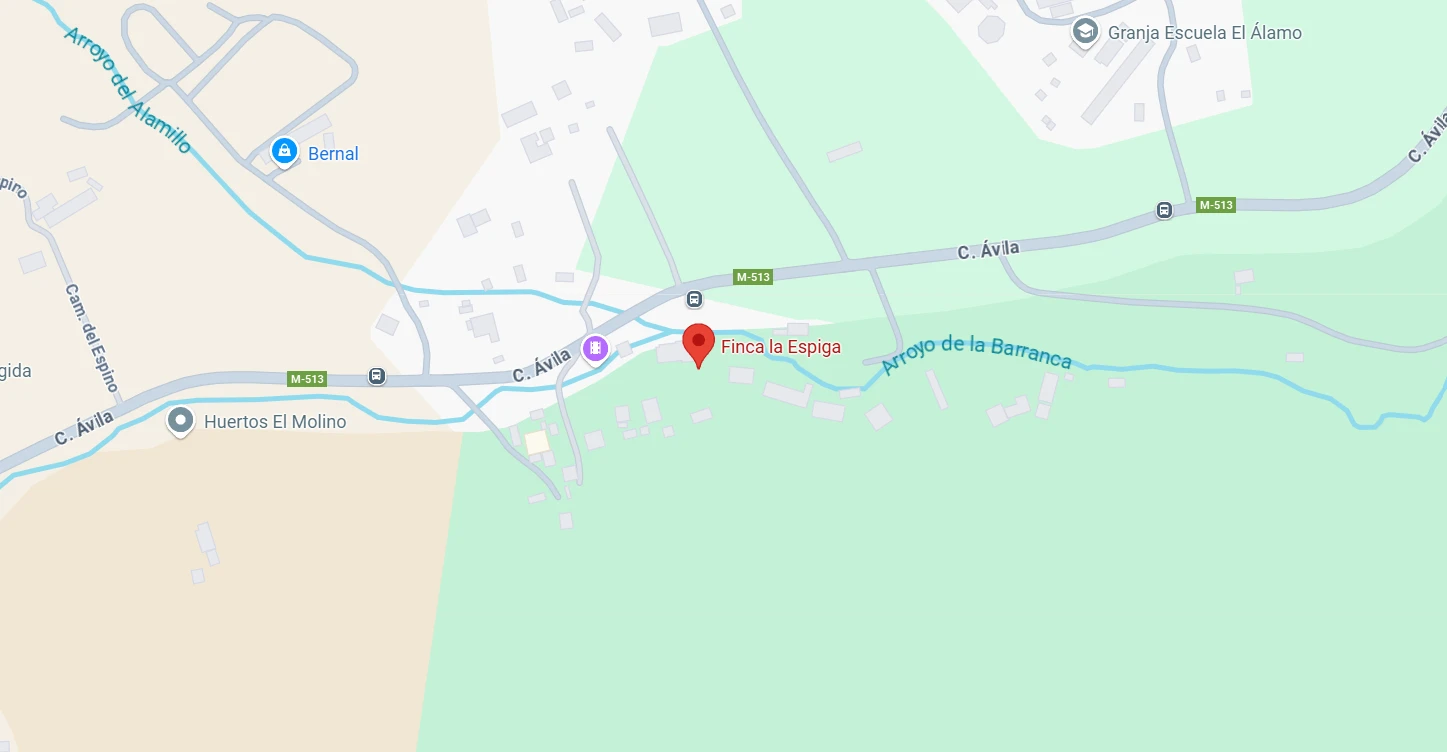 Granja Escuela El Álamo
Arroyo del Alamillo
Bernal
C. Ávila
M-513
C. Ávila
M-513
Cam. del Espino
Finca la Espiga
Arroyo de la Barranca
C. Ávila
M-513
Huertos El Molino
C. Ávila